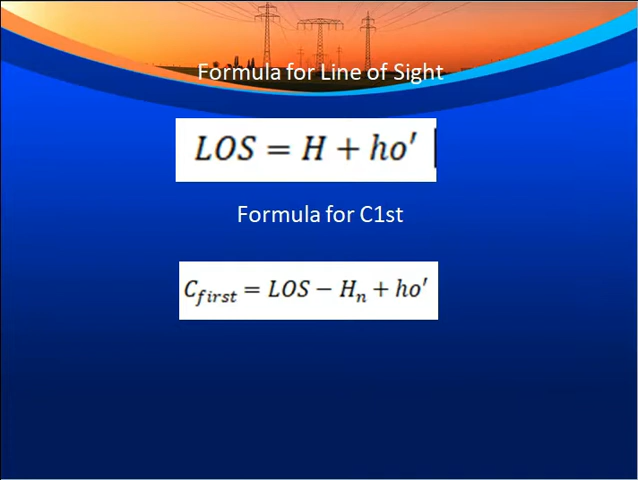 Formula for Line of Sight
LOS = H + ho′
Formula for C1st
C_first = LOS − H_n + ho′